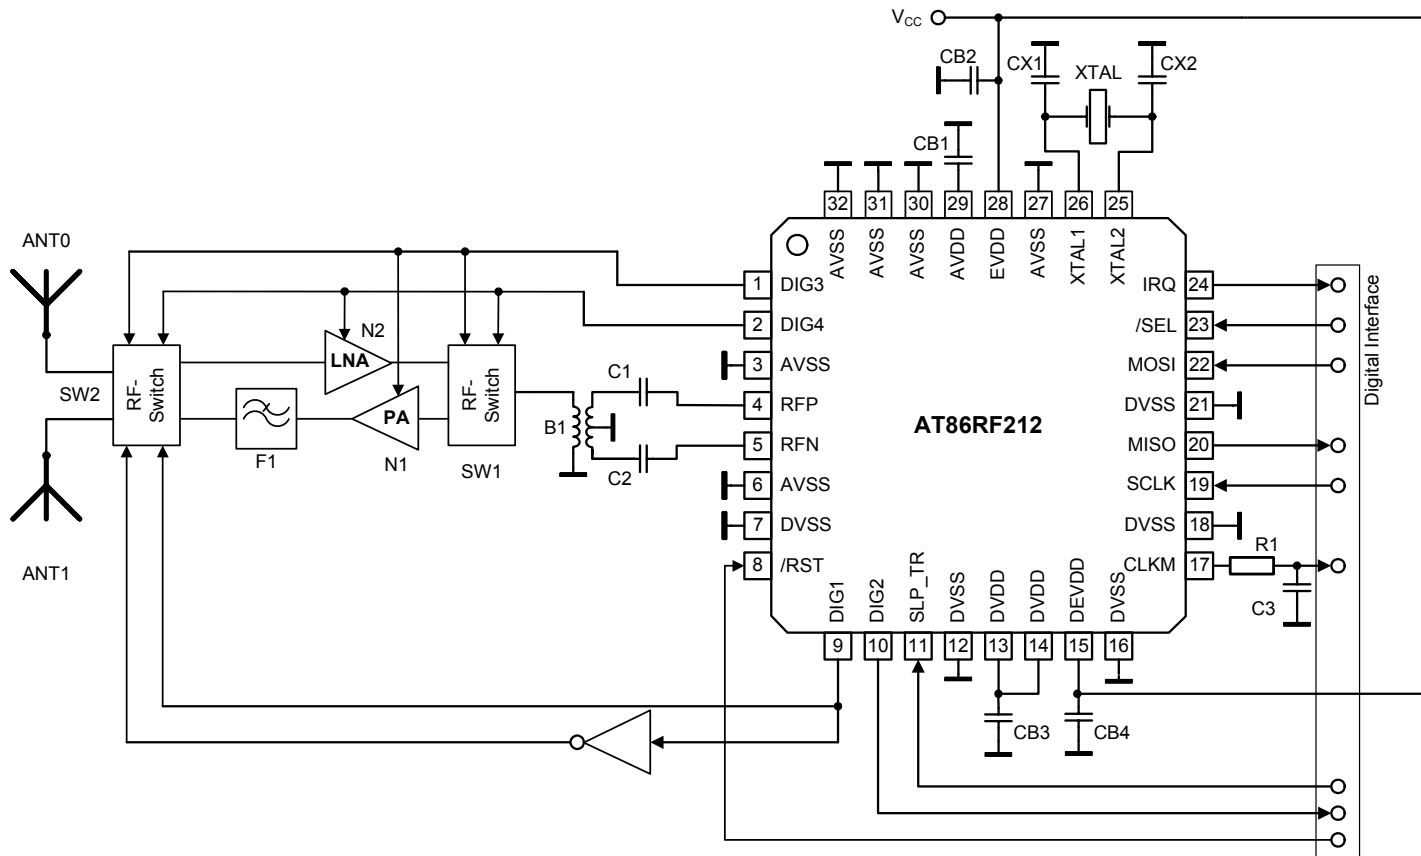 VCC
CB2
CX1
XTAL
CX2
CB1
32
31
30
29
28
27
26
25
AVSS
AVSS
AVSS
AVDD
EVDD
AVSS
XTAL1
XTAL2
ANT0
1
DIG3
IRQ
24
2
DIG4
/SEL
23
N2
LNA
3
AVSS
MOSI
22
Digital Interface
SW2
RF-
Switch
RF-
Switch
C1
4
RFP
DVSS
21
PA
B1
AT86RF212
F1
N1
SW1
C2
5
RFN
MISO
20
6
AVSS
SCLK
19
7
DVSS
DVSS
18
ANT1
8
/RST
CLKM
17
R1
C3
DIG1
DIG2
SLP_TR
DVSS
DVDD
DVDD
DEVDD
DVSS
9
10
11
12
13
14
15
16
CB3
CB4